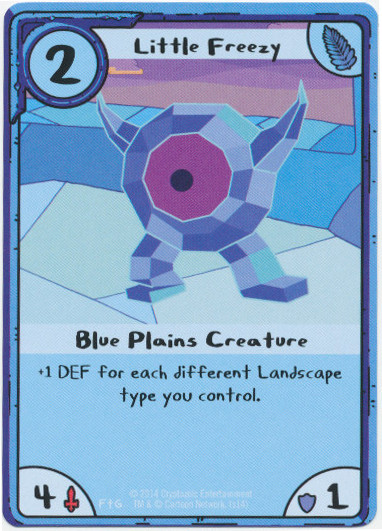 2
Little Freezy
Blue Plains Creature
+1 DEF for each different Landscape
type you control.
4
F+G
© 2014 Cryptozoic Entertainment
TM & © Cartoon Network. (s14)
1